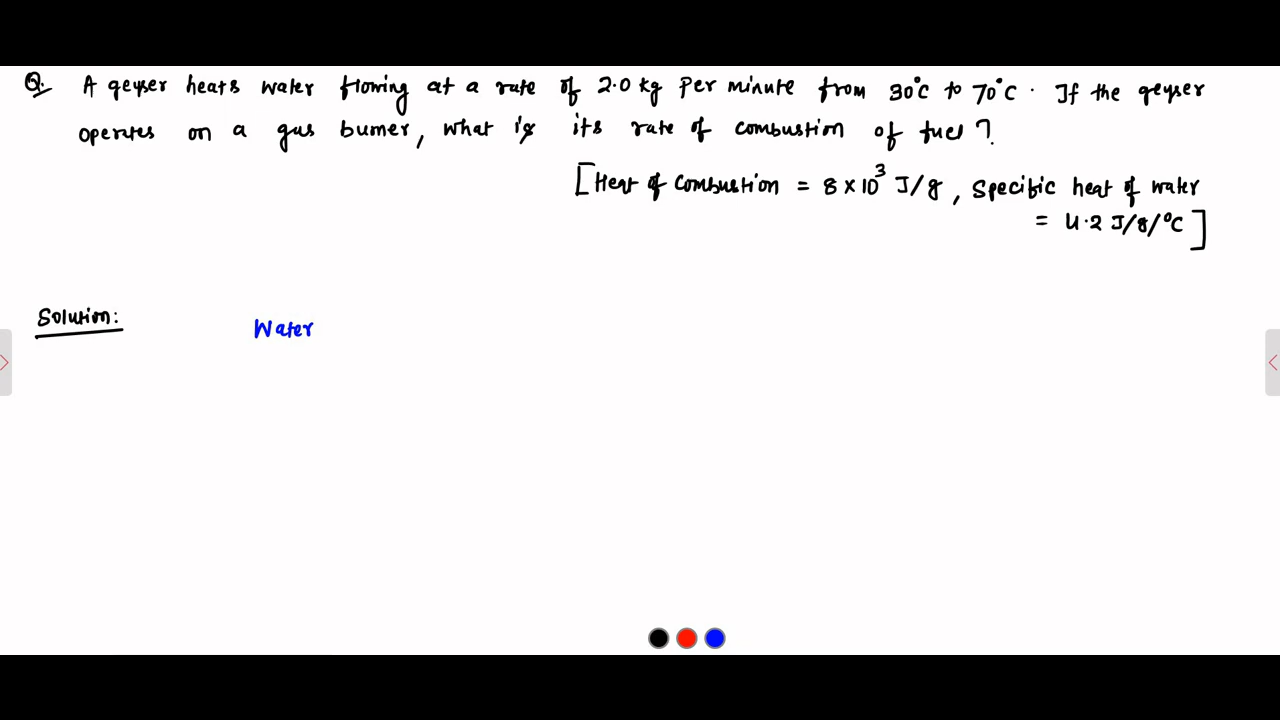 Q. A geyser heats water flowing at a rate of 2.0 kg per minute from 30°C to 70°C. If the geyser
operates on a gas burner, what is its rate of combustion of fuel ?
[Heat of combustion = 8 × 10³ J/g, Specific heat of water
= 4.2 J/g/°C]
Solution:
Water